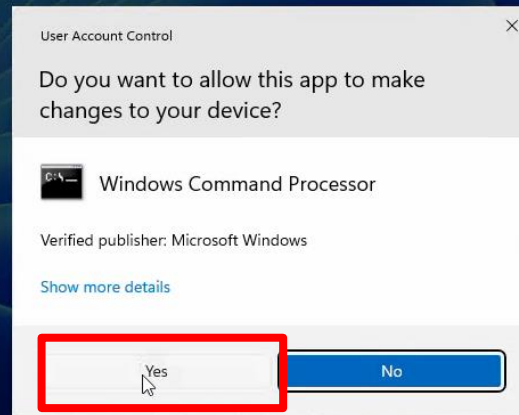 User Account Control
Do you want to allow this app to make
changes to your device?
C:\_
Windows Command Processor
Verified publisher: Microsoft Windows
Show more details
Yes
No